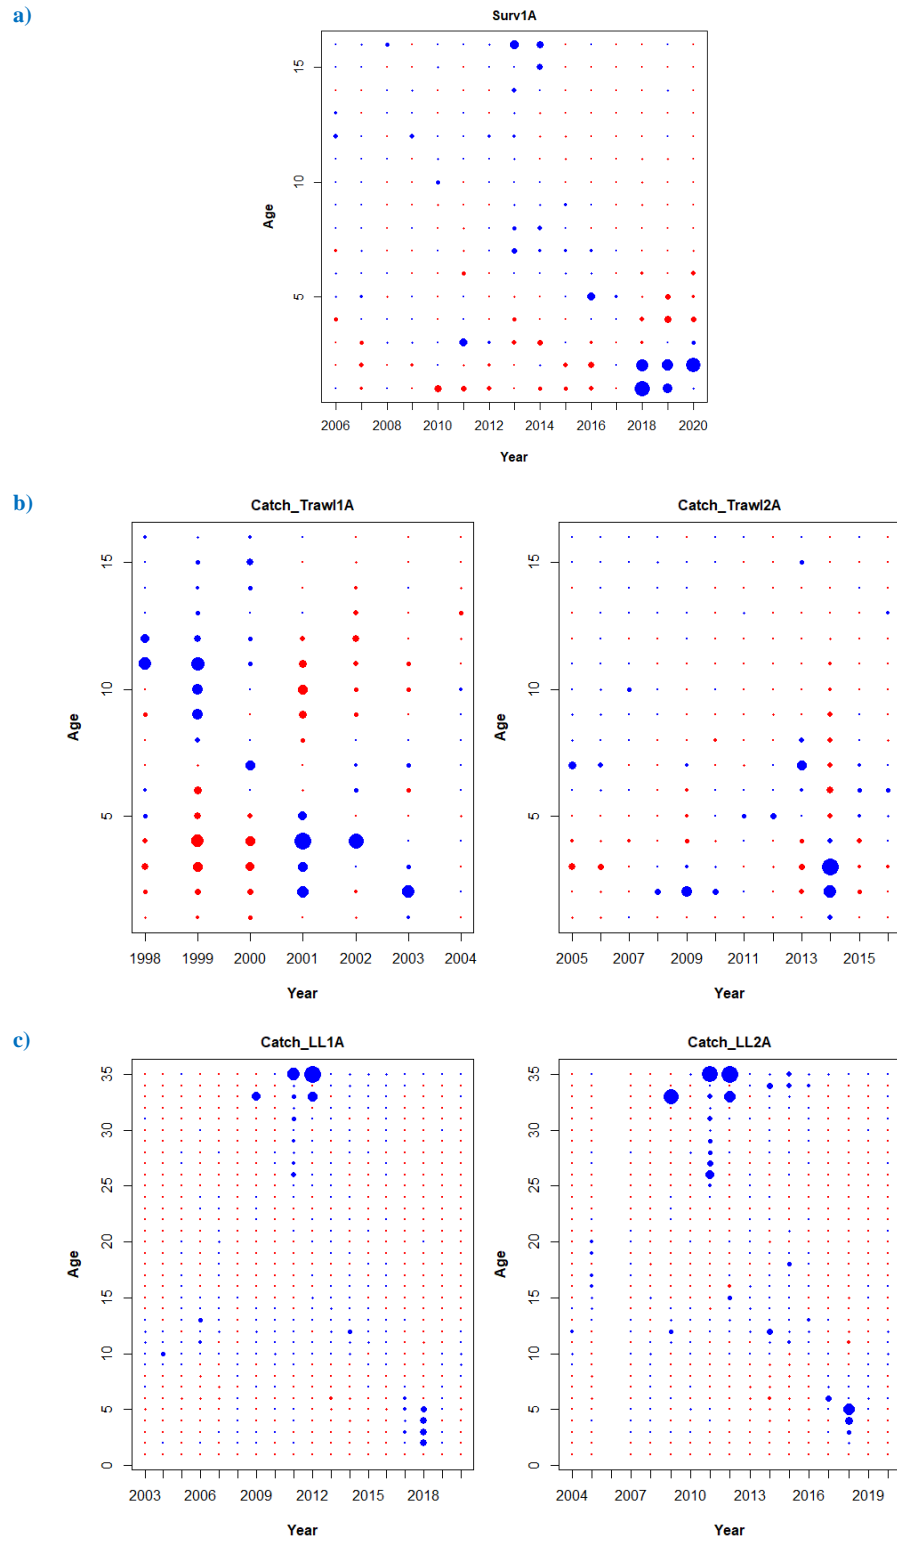 a)
Surv1A
Age
15
10
5
2006 2008 2010 2012 2014 2016 2018 2020
Year
b)
Catch_Trawl1A
Age
15
10
5
1998 1999 2000 2001 2002 2003 2004
Year
Catch_Trawl2A
Age
15
10
5
2005 2007 2009 2011 2013 2015
Year
c)
Catch_LL1A
Age
35
30
25
20
15
10
5
0
2003 2006 2009 2012 2015 2018
Year
Catch_LL2A
Age
35
30
25
20
15
10
5
0
2004 2007 2010 2013 2016 2019
Year